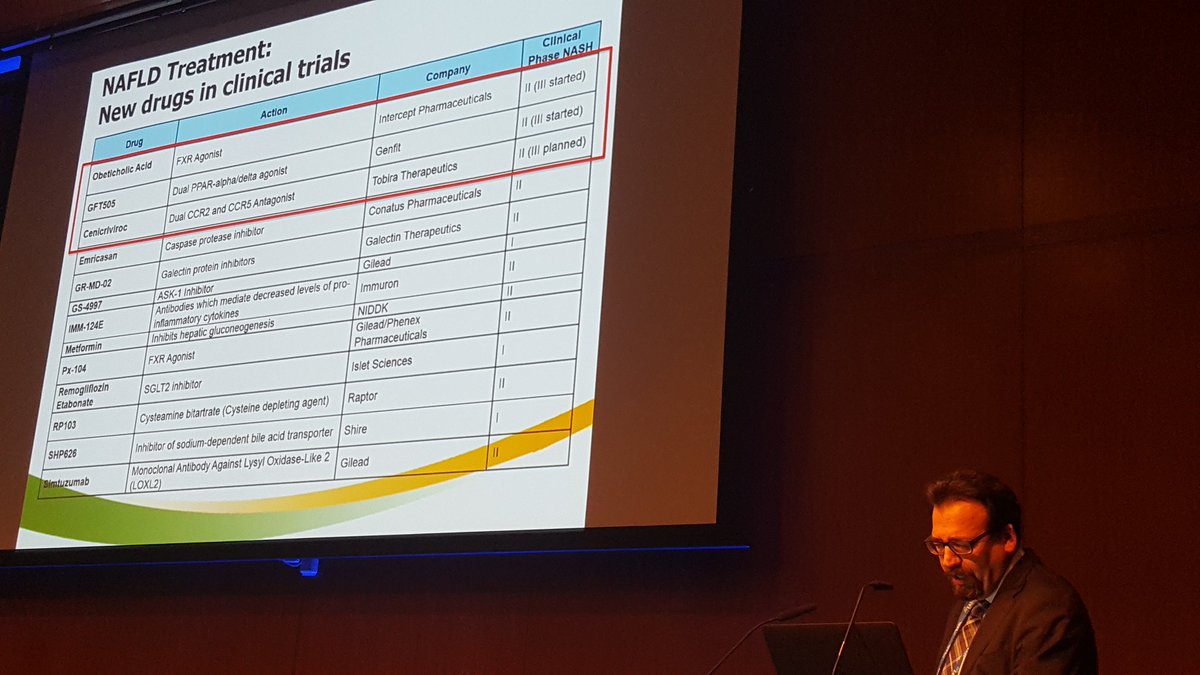 NAFLD Treatment:
New drugs in clinical trials
Drug Action Company Clinical Phase NASH
Obeticholic Acid FXR Agonist Intercept Pharmaceuticals II (III started)
GFT505 Dual PPAR-alpha/delta agonist Genfit II (III started)
Cenicriviroc Dual CCR2 and CCR5 Antagonist Tobira Therapeutics II (III planned)
Emricasan Caspase protease inhibitor Conatus Pharmaceuticals II
GR-MD-02 Galectin protein inhibitors Galectin Therapeutics II
GS-4997 ASK-1 Inhibitor Gilead I
IMM-124E Antibodies which mediate decreased levels of pro-inflammatory cytokines Immuron II
Metformin Inhibits hepatic gluconeogenesis NIDDK II
Px-104 FXR Agonist Gilead/Phenex Pharmaceuticals II
Remogliflozin Etabonate SGLT2 Inhibitor Islet Sciences I
RP103 Cysteamine bitartrate (Cysteine depleting agent) Raptor II
SHP626 Inhibitor of sodium-dependent bile acid transporter Shire I
Simtuzumab Monoclonal Antibody Against Lysyl Oxidase-Like 2 (LOXL2) Gilead II